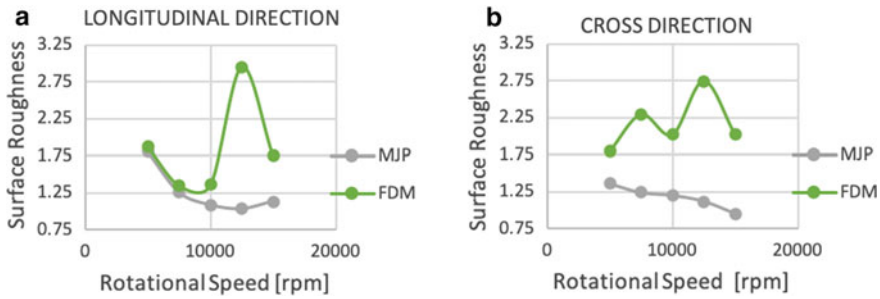 a LONGITUDINAL DIRECTION
Surface Roughness
3.25
2.75
2.25
1.75
1.25
0.75
0 10000 20000
Rotational Speed [rpm]
MJP
FDM
b CROSS DIRECTION
Surface Roughness
3.25
2.75
2.25
1.75
1.25
0.75
0 10000 20000
Rotational Speed [rpm]
MJP
FDM